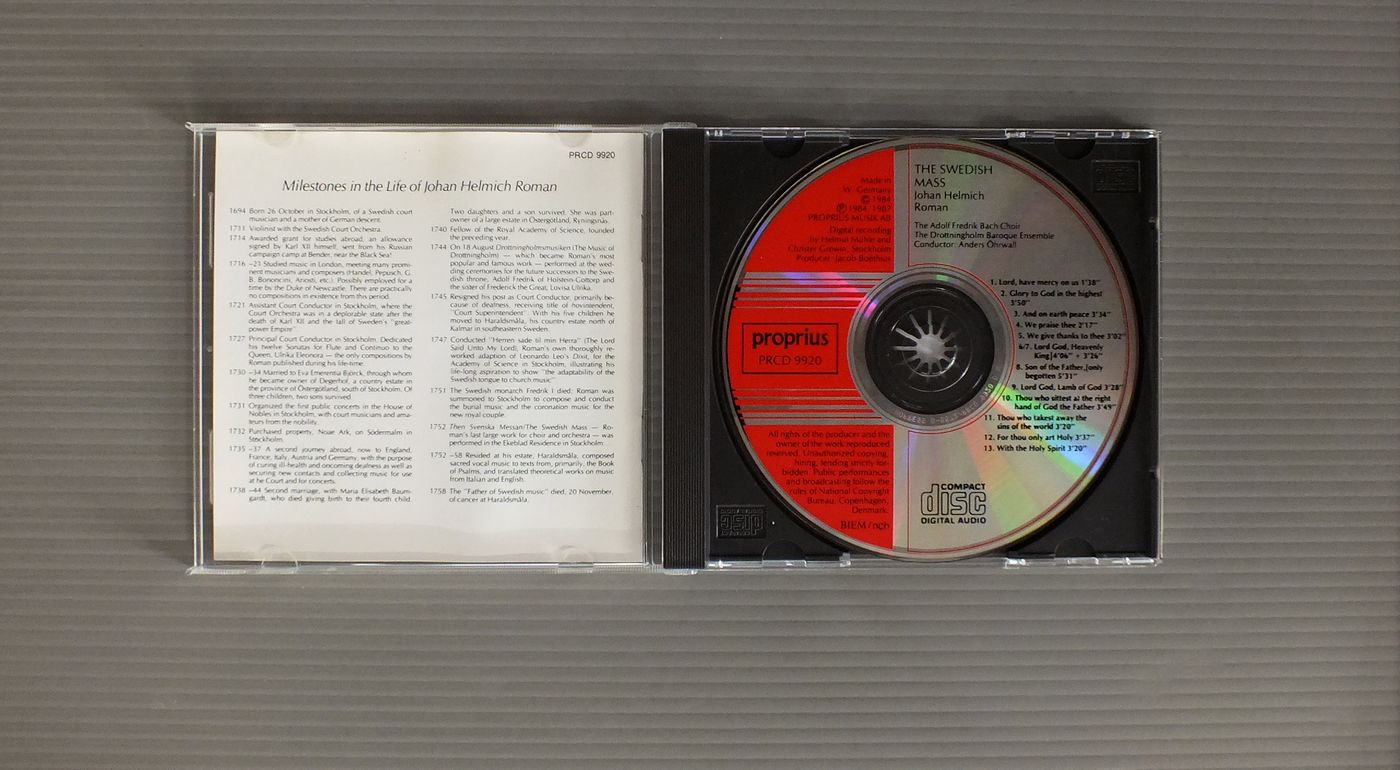 PRCD 9920
Milestones in the Life of Johan Helmich Roman
1694 Born 26 October in Stockholm, of a Swedish court
musician and a mother of German descent.
1711 Violinist with the Swedish Court Orchestra.
1714 Awarded grant for studies abroad, an allowance
signed by Karl XII himself, sent from his Russian
campaign camp at Bender, near the Black Sea!
1716 –21 Studied music in London, meeting many promi-
nent musicians and composers (Handel, Pepusch, G.
B. Bononcini, Ariosti, etc.). Possibly employed for a
time by the Duke of Newcastle. There are practically
no compositions in existence from this period.
1721 Assistant Court Conductor in Stockholm, where the
Court Orchestra was in a deplorable state after the
death of Karl XII and the fall of Sweden's "great-
power Empire".
1727 Principal Court Conductor in Stockholm. Dedicated
his twelve Sonatas for Flute and Continuo to the
Queen, Ulrika Eleonora — the only compositions by
Roman published during his life-time.
1730 –34 Married to Eva Emerentia Björck, through whom
he became owner of Degerhof, a country estate in
the province of Östergötland, south of Stockholm. Of
three children, two sons survived.
1731 Organized the first public concerts in the House of
Nobles in Stockholm, with court musicians and ama-
teurs from the nobility.
1732 Purchased property, Noae Ark, on Södermalm in
Stockholm.
1735 –37 A second journey abroad, now to England,
France, Italy, Austria and Germany, with the purpose
of curing ill-health and oncoming deafness as well as
securing new contacts and collecting music for use
at he Court and for concerts.
1738 –44 Second marriage, with Maria Elisabeth Baum-
gardt, who died giving birth to their fourth child.
Two daughters and a son survived. She was part-
owner of a large estate in Östergötland, Ryningsnäs.
1740 Fellow of the Royal Academy of Science, founded
the preceding year.
1744 On 18 August Drottningholmsmusiken (The Music of
Drottningholm) — which became Roman's most
popular and famous work — performed at the wed-
ding ceremonies for the future successors to the Swe-
dish throne, Adolf Fredrik of Holstein-Gottorp and
the sister of Frederick the Great, Lovisa Ulrika.
1745 Resigned his post as Court Conductor, primarily be-
cause of deafness, receiving title of hovintendent,
"Court Superintendent". With his five children he
moved to Haraldsmåla, his country estate north of
Kalmar in southeastern Sweden.
1747 Conducted "Herren sade til min Herra" (The Lord
Said Unto My Lord), Roman's own thoroughly re-
worked adaption of Leonardo Leo's Dixit, for the
Academy of Science in Stockholm, illustrating his
life-long aspiration to show "the adaptability of the
Swedish tongue to church music"
1751 The Swedish monarch Fredrik I died; Roman was
summoned to Stockholm to compose and conduct
the burial music and the coronation music for the
new royal couple.
1752 Then Svenska Messan/The Swedish Mass — Ro-
man's last large work for choir and orchestra — was
performed in the Ekeblad Residence in Stockholm.
1752 –58 Resided at his estate, Haraldsmåla, composed
sacred vocal music to texts from, primarily, the Book
of Psalms, and translated theoretical works on music
from Italian and English.
1758 The "Father of Swedish music" died, 20 November,
of cancer at Haraldsmåla.
Made in
W. Germany
© 1984
℗ 1984, 1987
PROPRIUS MUSIK AB
Digital recording
by Helmut Mühle and
Christer Grewin, Stockholm
Producer: Jacob Boëthius
proprius
PRCD 9920
All rights of the producer and the
owner of the work reproduced
reserved. Unauthorized copying,
hiring, lending strictly for-
bidden. Public performances
and broadcasting follow the
rules of National Copyright
Bureau, Copenhagen,
Denmark.
BIEM / ncb
THE SWEDISH
MASS
Johan Helmich
Roman
The Adolf Fredrik Bach Choir
The Drottningholm Baroque Ensemble
Conductor: Anders Öhrwall
1. Lord, have mercy on us 1'38"
2. Glory to God in the highest
3'50"
3. And on earth peace 3'34"
4. We praise thee 2'17"
5. We give thanks to thee 3'02"
6/7. Lord God, Heavenly
King 4'06" + 3'26"
8. Son of the Father, only
begotten 5'31"
9. Lord God, Lamb of God 3'28"
10. Thou who sittest at the right
hand of God the Father 3'49"
11. Thou who takest away the
sins of the world 3'20"
12. For thou only art Holy 3'37"
13. With the Holy Spirit 3'20"
COMPACT
disc
DIGITAL AUDIO